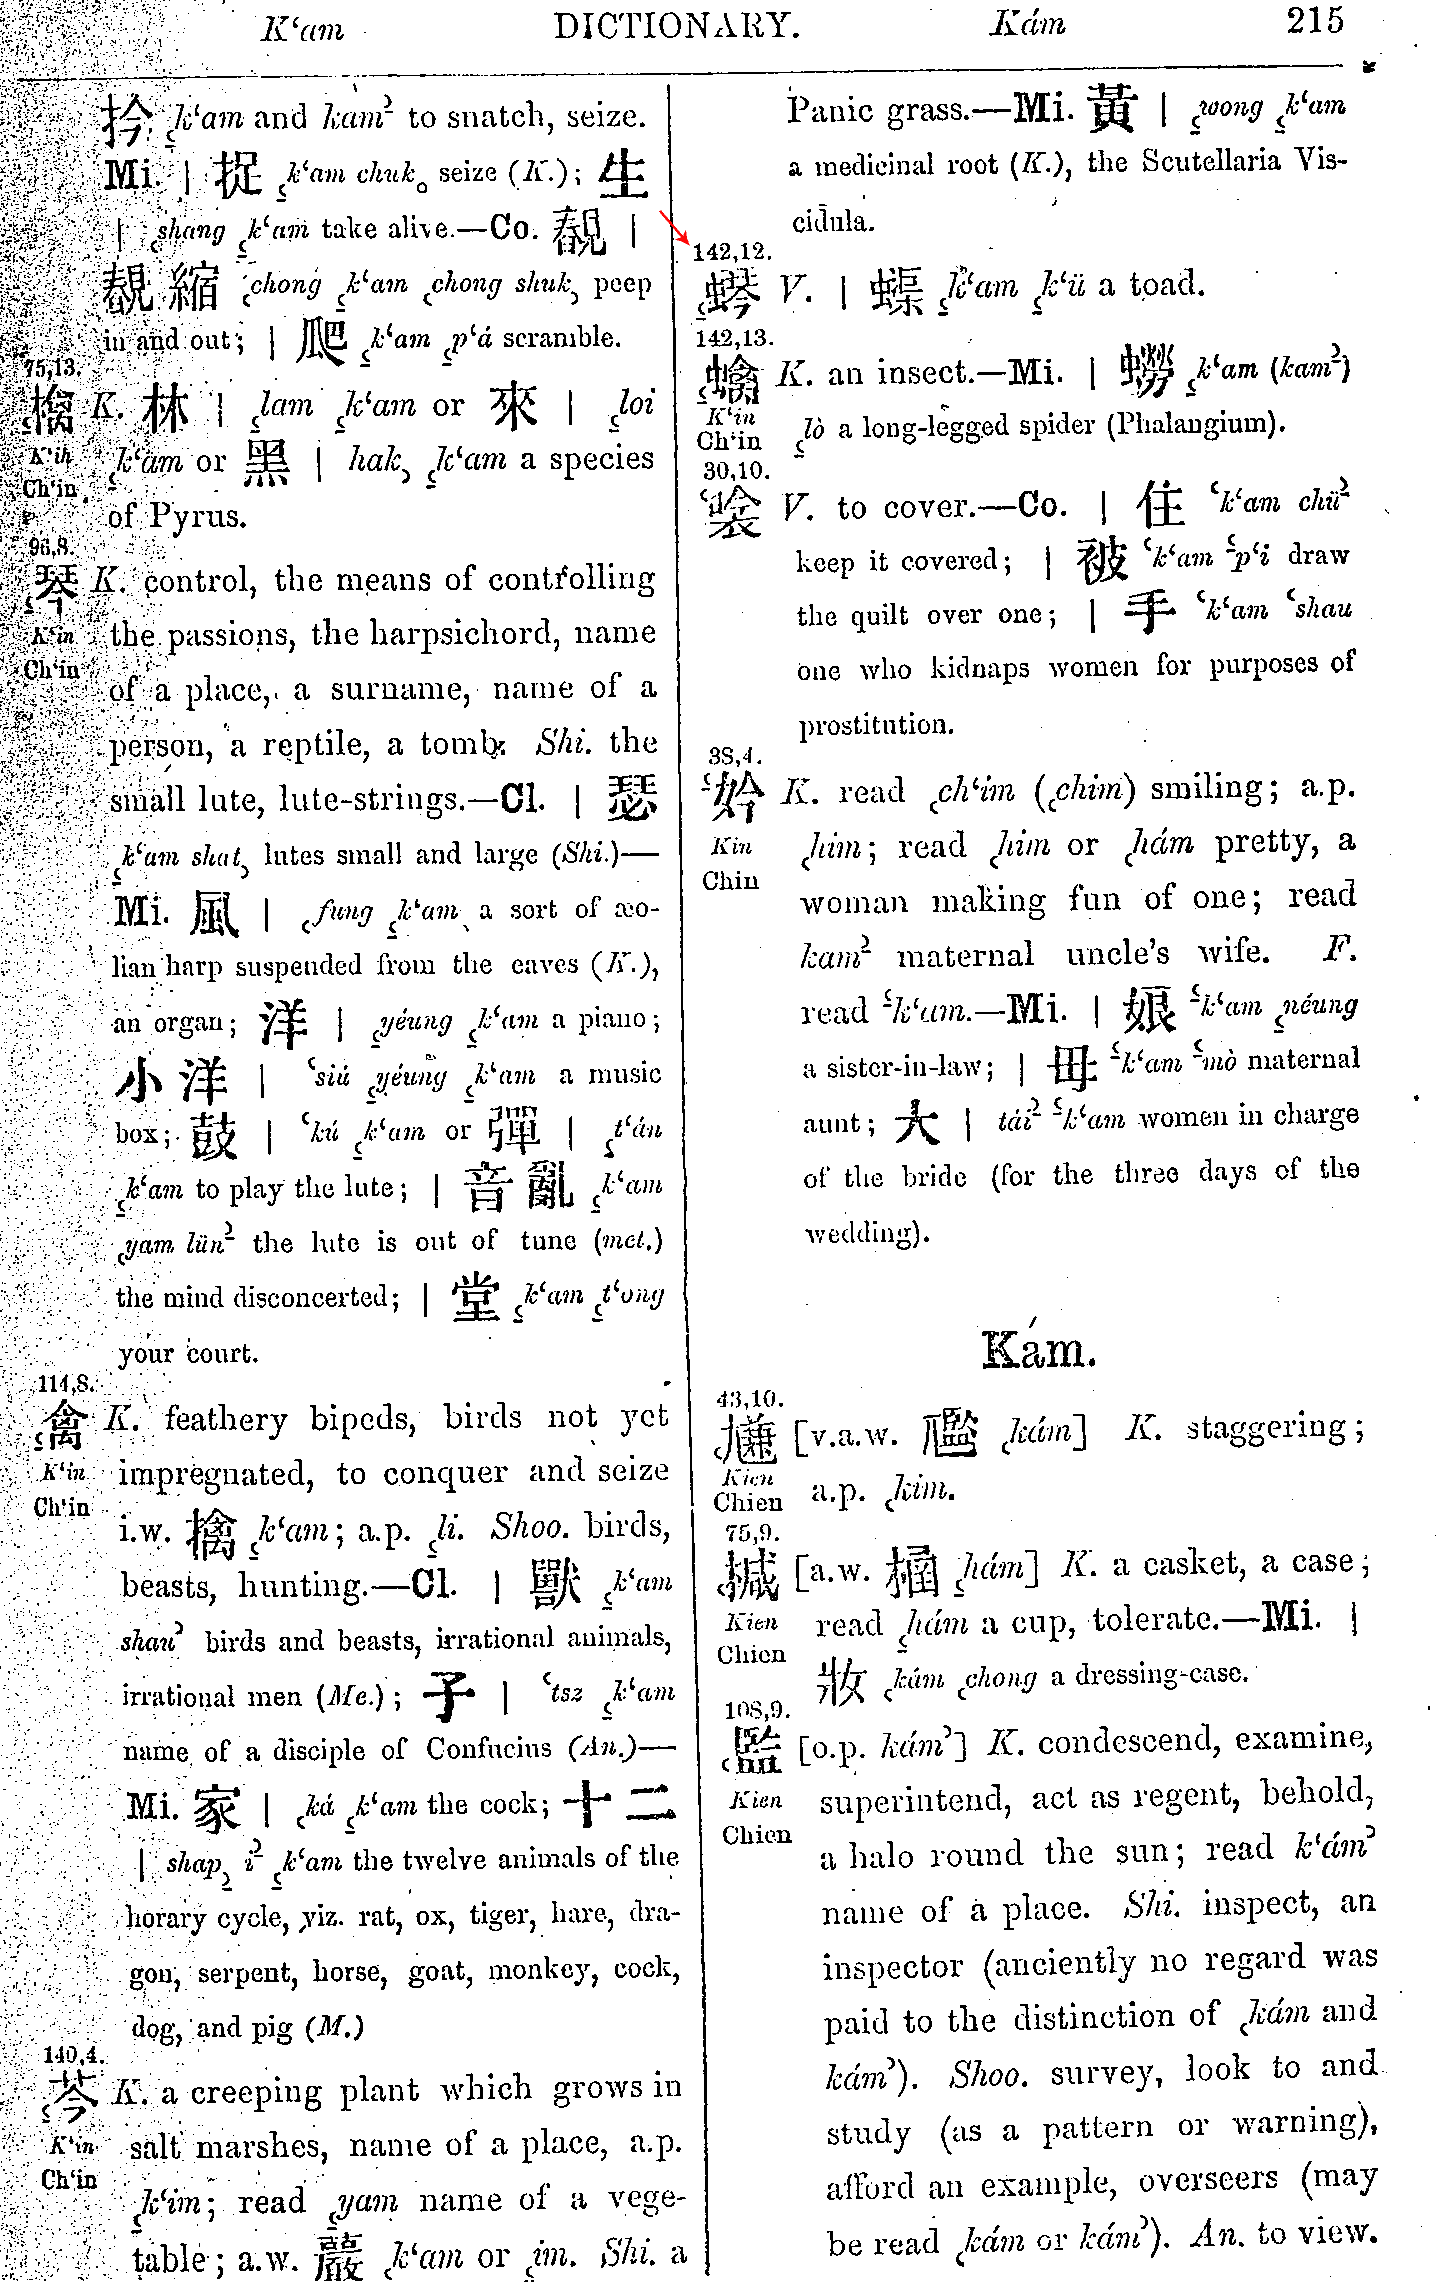 K‘am DICTIONARY. Kám 215
扲 ꜁k‘am and kam² to snatch, seize.
Mi. | 捉 ꜁k‘am chuk꜀ seize (K.); 生
| ꜀shang ꜁k‘am take alive.—Co. 覩 |
縮 ꜀chong ꜁k‘am ꜀chong shuk꜄ peep
in and out; | 爬 ꜁k‘am ꜁p‘á scramble.
75,13.
檎 K. 林 | ꜁lam ꜁k‘am or 來 | ꜁loi
K‘in ꜁k‘am or 黑 | hak꜄ ꜁k‘am a species
Ch‘in
of Pyrus.
96,8.
琴 K. control, the means of controlling
K‘in the passions, the harpsichord, name
Ch‘in
of a place, a surname, name of a
person, a reptile, a tomb. Shi. the
small lute, lute-strings.—Cl. | 瑟
꜁k‘am shat꜄ lutes small and large (Shi.)—
Mi. 風 | ꜀fung ꜁k‘am a sort of æo-
lian harp suspended from the eaves (K.),
an organ; 洋 | ꜁yéung ꜁k‘am a piano;
小洋 | ꜂siú ꜁yéung ꜁k‘am a music
box; 鼓 | ꜂kú ꜁k‘am or 彈 | ꜁t‘án
꜁k‘am to play the lute; | 音亂 ꜁k‘am
꜀yam lün² the lute is out of tune (met.)
the mind disconcerted; | 堂 ꜁k‘am ꜁t‘ong
your court.
114,8.
禽 K. feathery bipeds, birds not yet
K‘in impregnated, to conquer and seize
Ch‘in
i.w. 擒 ꜁k‘am; a.p. ꜁li. Shoo. birds,
beasts, hunting.—Cl. | 獸 ꜁k‘am
shau꜄ birds and beasts, irrational animals,
irrational men (Me.); 子 | ꜂tsz ꜁k‘am
name of a disciple of Confucius (An.)—
Mi. 家 | ꜀ká ꜁k‘am the cock; 十二
| shap꜅ i² ꜁k‘am the twelve animals of the
horary cycle, viz. rat, ox, tiger, hare, dra-
gon, serpent, horse, goat, monkey, cock,
dog, and pig (M.)
140,4.
芩 K. a creeping plant which grows in
K‘in salt marshes, name of a place, a.p.
Ch‘in
꜁k‘im; read ꜁yam name of a vege-
table; a.w. ꜁k‘am or ꜁im. Shi. a
Panic grass.—Mi. 黃 | ꜁wong ꜁k‘am
a medicinal root (K.), the Scutellaria Vis-
cidula.
142,12.
V. | ꜁k‘am ꜁k‘ü a toad.
142,13.
蠄 K. an insect.—Mi. | 蟧 ꜁k‘am (kam²)
K‘in
Ch‘in ꜁lò a long-legged spider (Phalangium).
30,10.
V. to cover.—Co. | 住 ꜂k‘am chü²
keep it covered; | 被 ꜂k‘am ꜃p‘i draw
the quilt over one; | 手 ꜂k‘am ꜂shau
one who kidnaps women for purposes of
prostitution.
38,4.
妗 K. read ꜀ch‘im (꜀chim) smiling; a.p.
Kin ꜀him; read ꜀him or ꜀hám pretty, a
Chin
woman making fun of one; read
kam² maternal uncle’s wife. F.
read ꜃k‘am.—Mi. | 娘 ꜃k‘am ꜁néung
a sister-in-law; | 母 ꜃k‘am ꜃mò maternal
aunt; 大 | tái² ꜃k‘am women in charge
of the bride (for the three days of the
wedding).
Kám.
43,10.
尲 [v.a.w. 尷 ꜀kám] K. staggering;
Kien
Chien a.p. ꜀kim.
75,9.
椷 [a.w. 榋 ꜁hám] K. a casket, a case;
Kien read ꜁hám a cup, tolerate.—Mi. |
Chien
妝 ꜀kám ꜀chong a dressing-case.
108,9.
監 [o.p. kám꜄] K. condescend, examine,
Kien superintend, act as regent, behold,
Chien
a halo round the sun; read k‘ám꜄
name of a place. Shi. inspect, an
inspector (anciently no regard was
paid to the distinction of ꜀kám and
kám꜄). Shoo. survey, look to and
study (as a pattern or warning),
afford an example, overseers (may
be read ꜀kám or kám꜄). An. to view.